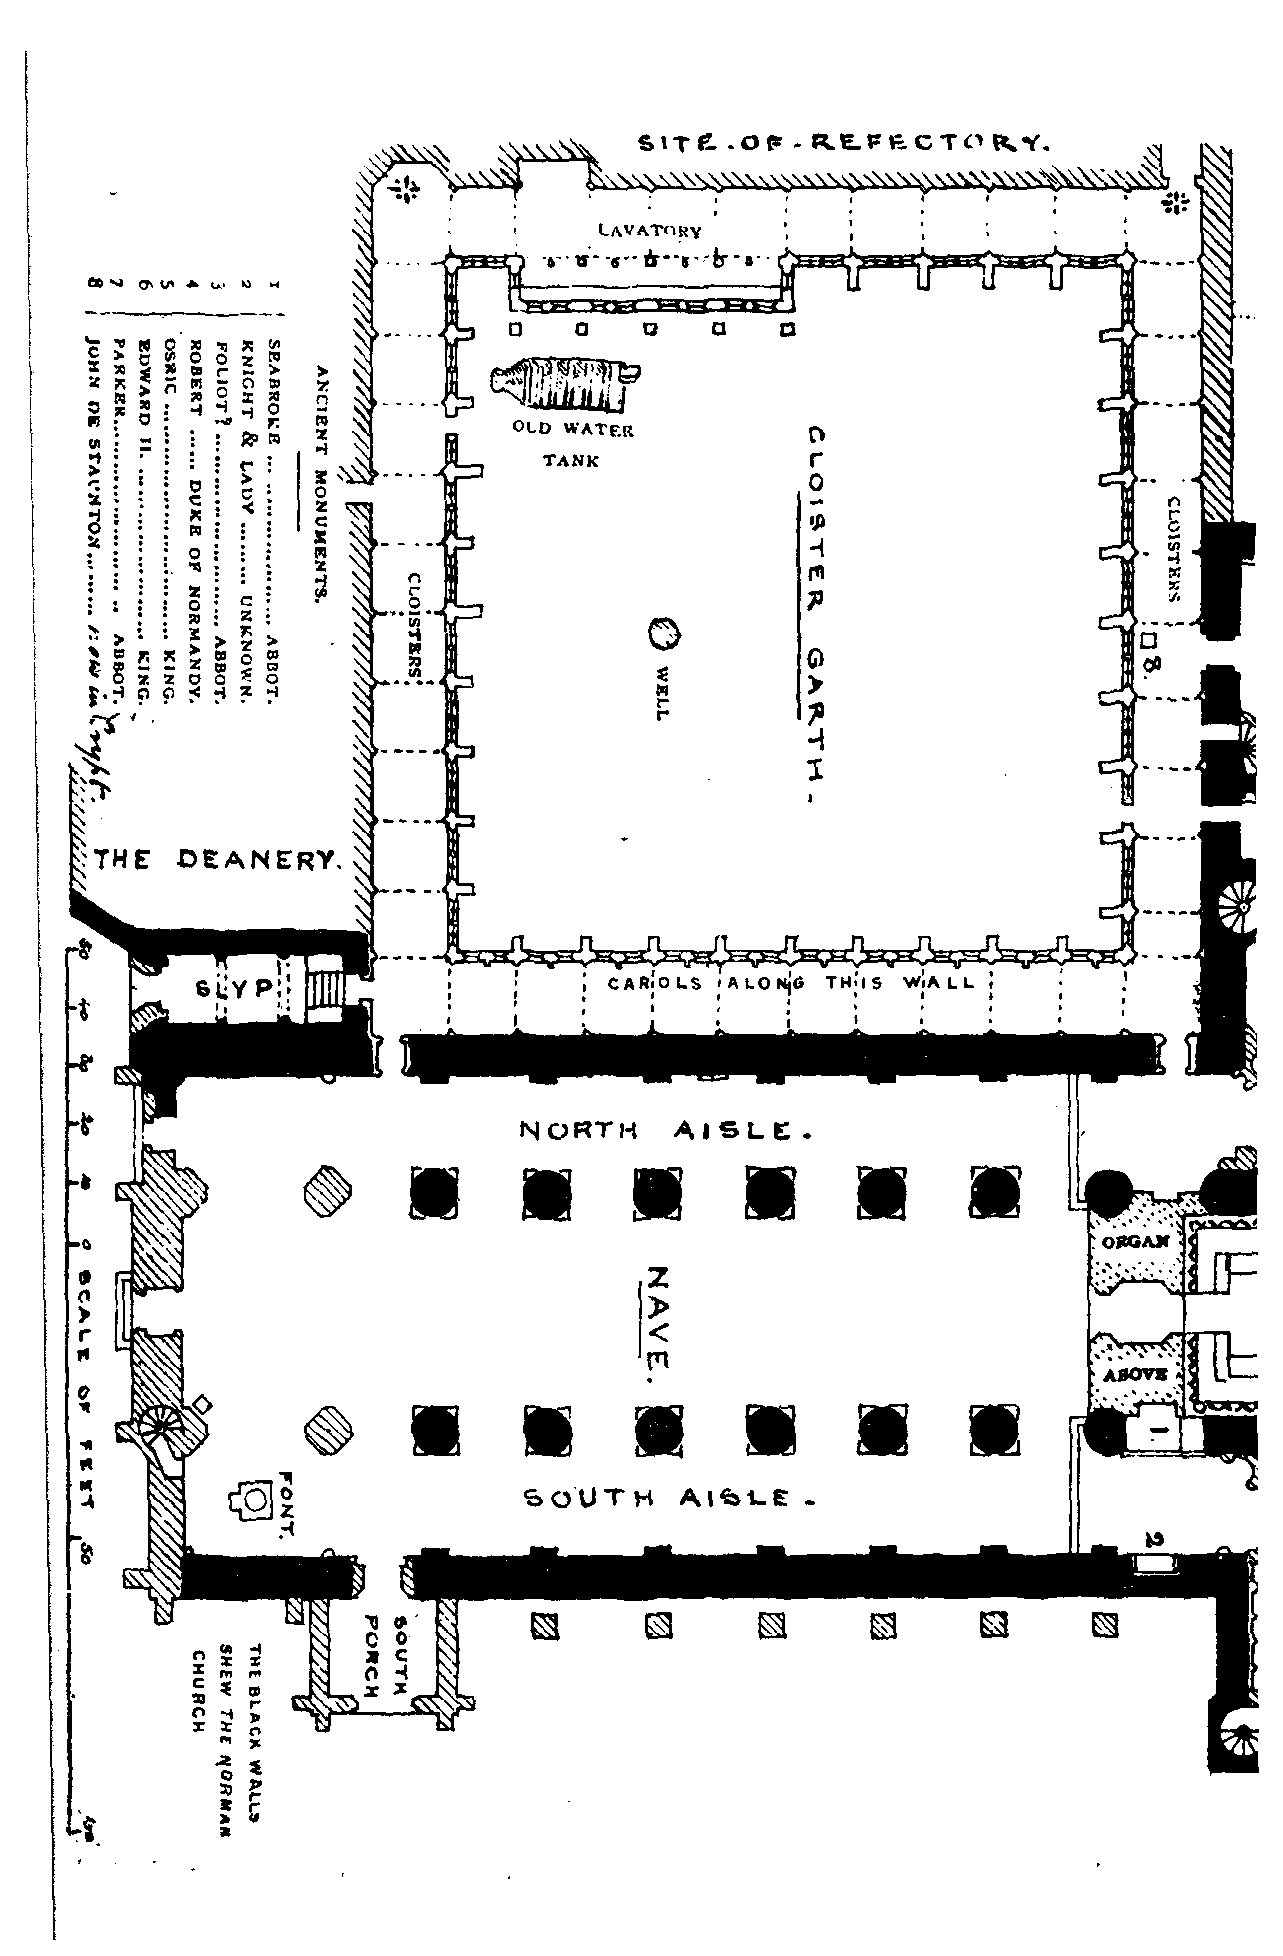 SITE-OF-REFECTORY.
LAVATORY
OLD WATER
TANK
CLOISTER GARTH.
CLOISTERS
CLOISTERS
WELL
8.
ANCIENT MONUMENTS.
1 SEABROKE ... ABBOT.
2 KNIGHT & LADY ... UNKNOWN.
3 FOLIOT? ... ABBOT.
4 ROBERT ... DUKE OF NORMANDY.
5 OSRIC ... KING.
6 EDWARD II. ... KING.
7 PARKER ... ABBOT.
8 JOHN DE STAUNTON ... KNIGHT.
THE DEANERY.
SLYP
CAROLS ALONG THIS WALL
NORTH AISLE.
ORGAN
NAVE.
ABOVE
1
SOUTH AISLE.
2
FONT.
SOUTH
PORCH
THE BLACK WALLS
SHEW THE NORMAN
CHURCH
50 40 30 20 10 0 SCALE OF FEET 50 100